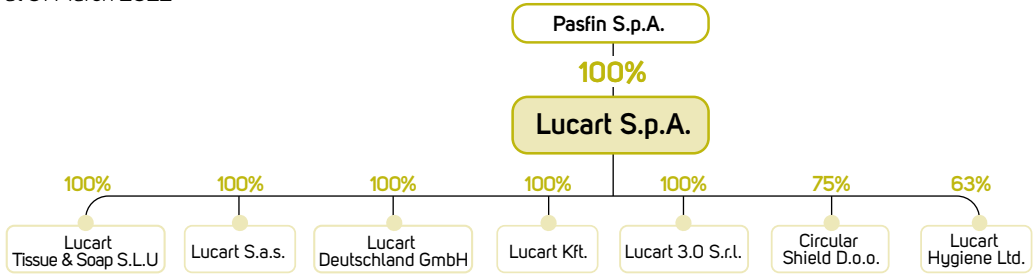 Pasfin S.p.A.
100%
Lucart S.p.A.
100%
100%
100%
100%
100%
75%
63%
Lucart
Tissue & Soap S.L.U
Lucart S.a.s.
Lucart
Deutschland GmbH
Lucart Kft.
Lucart 3.0 S.r.l.
Circular
Shield D.o.o.
Lucart
Hygiene Ltd.